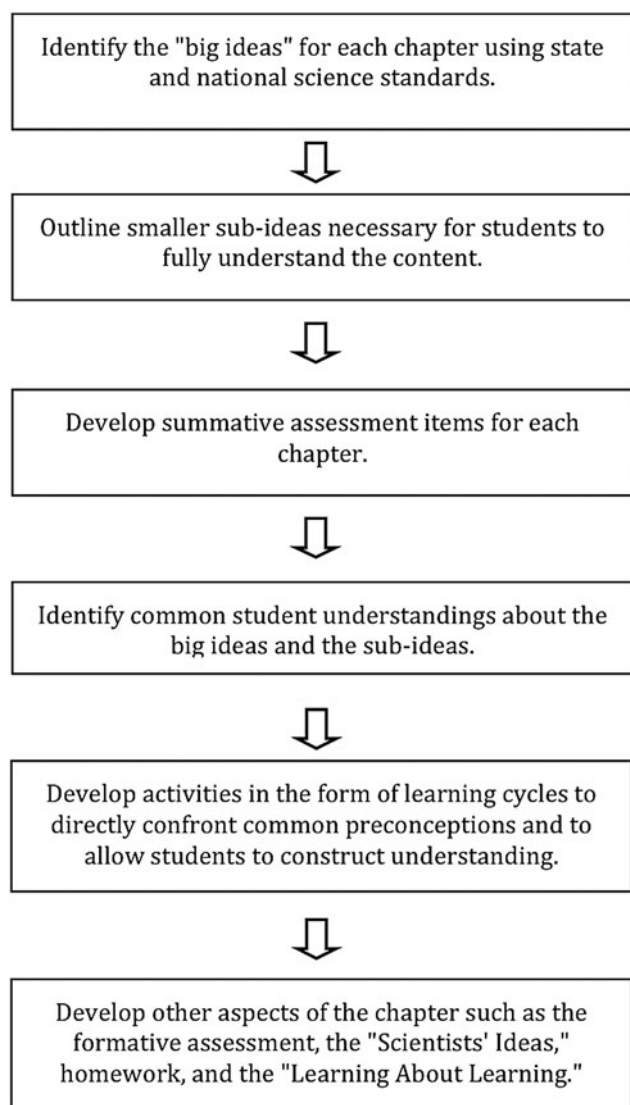 Identify the "big ideas" for each chapter using state
and national science standards.
Outline smaller sub-ideas necessary for students to
fully understand the content.
Develop summative assessment items for each
chapter.
Identify common student understandings about the
big ideas and the sub-ideas.
Develop activities in the form of learning cycles to
directly confront common preconceptions and to
allow students to construct understanding.
Develop other aspects of the chapter such as the
formative assessment, the "Scientists' Ideas,"
homework, and the "Learning About Learning."